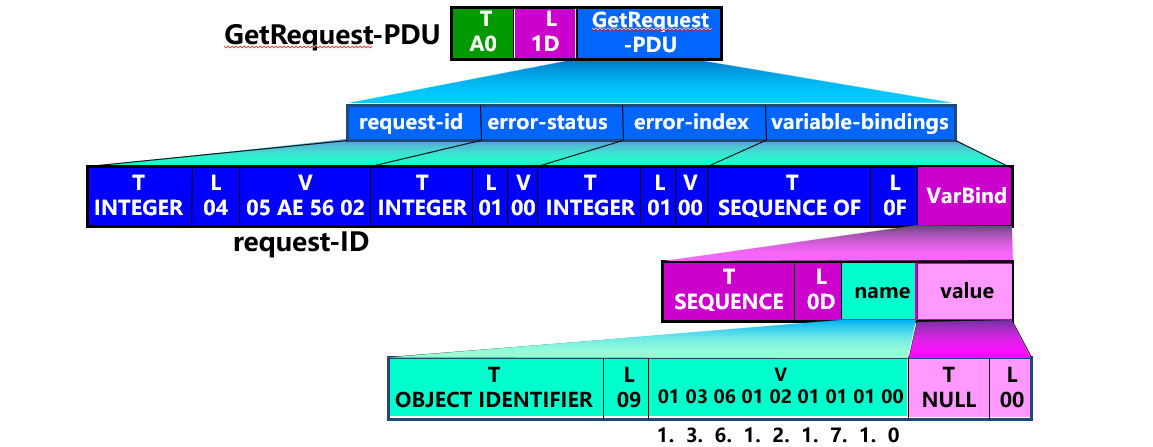 GetRequest-PDU
T
A0
L
1D
GetRequest
-PDU
request-id
error-status
error-index
variable-bindings
T
INTEGER
L
04
V
05 AE 56 02
T
INTEGER
L
01
V
00
T
INTEGER
L
01
V
00
T
SEQUENCE OF
L
0F
VarBind
request-ID
T
SEQUENCE
L
0D
name
value
T
OBJECT IDENTIFIER
L
09
V
01 03 06 01 02 01 01 01 00
T
NULL
L
00
1. 3. 6. 1. 2. 1. 7. 1. 0